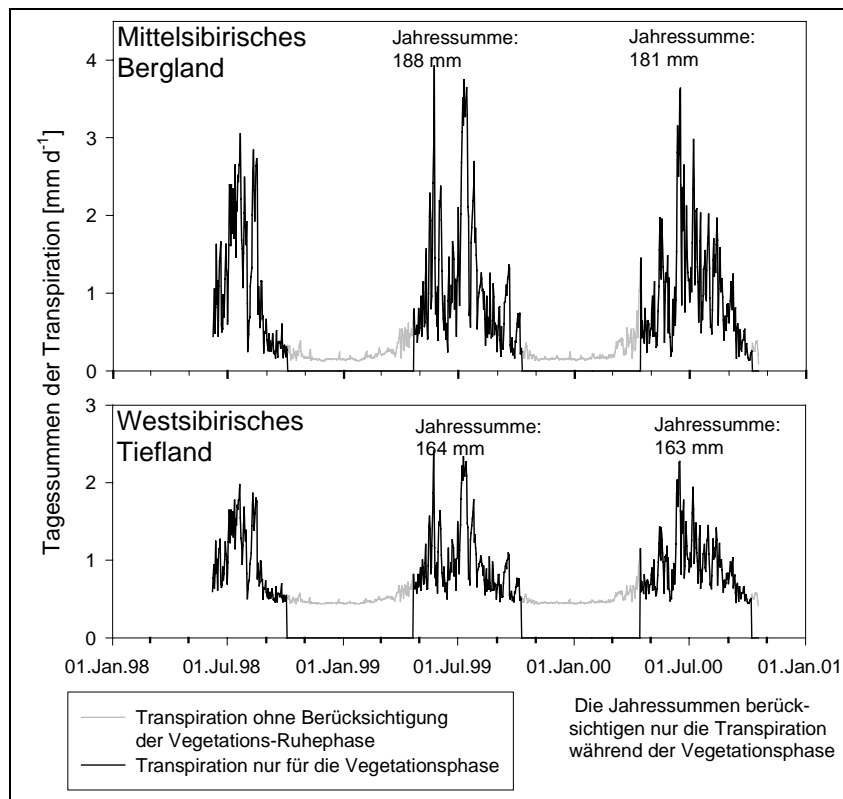 Mittelsibirisches
Bergland
Jahressumme:
188 mm
Jahressumme:
181 mm
4
3
2
1
0
Tagessummen der Transpiration [mm d⁻¹]
Westsibirisches
Tiefland
Jahressumme:
164 mm
Jahressumme:
163 mm
3
2
1
0
01.Jan.98 01.Jul.98 01.Jan.99 01.Jul.99 01.Jan.00 01.Jul.00 01.Jan.01
Transpiration ohne Berücksichtigung
der Vegetations-Ruhephase
Transpiration nur für die Vegetationsphase
Die Jahressummen berück-
sichtigen nur die Transpiration
während der Vegetationsphase